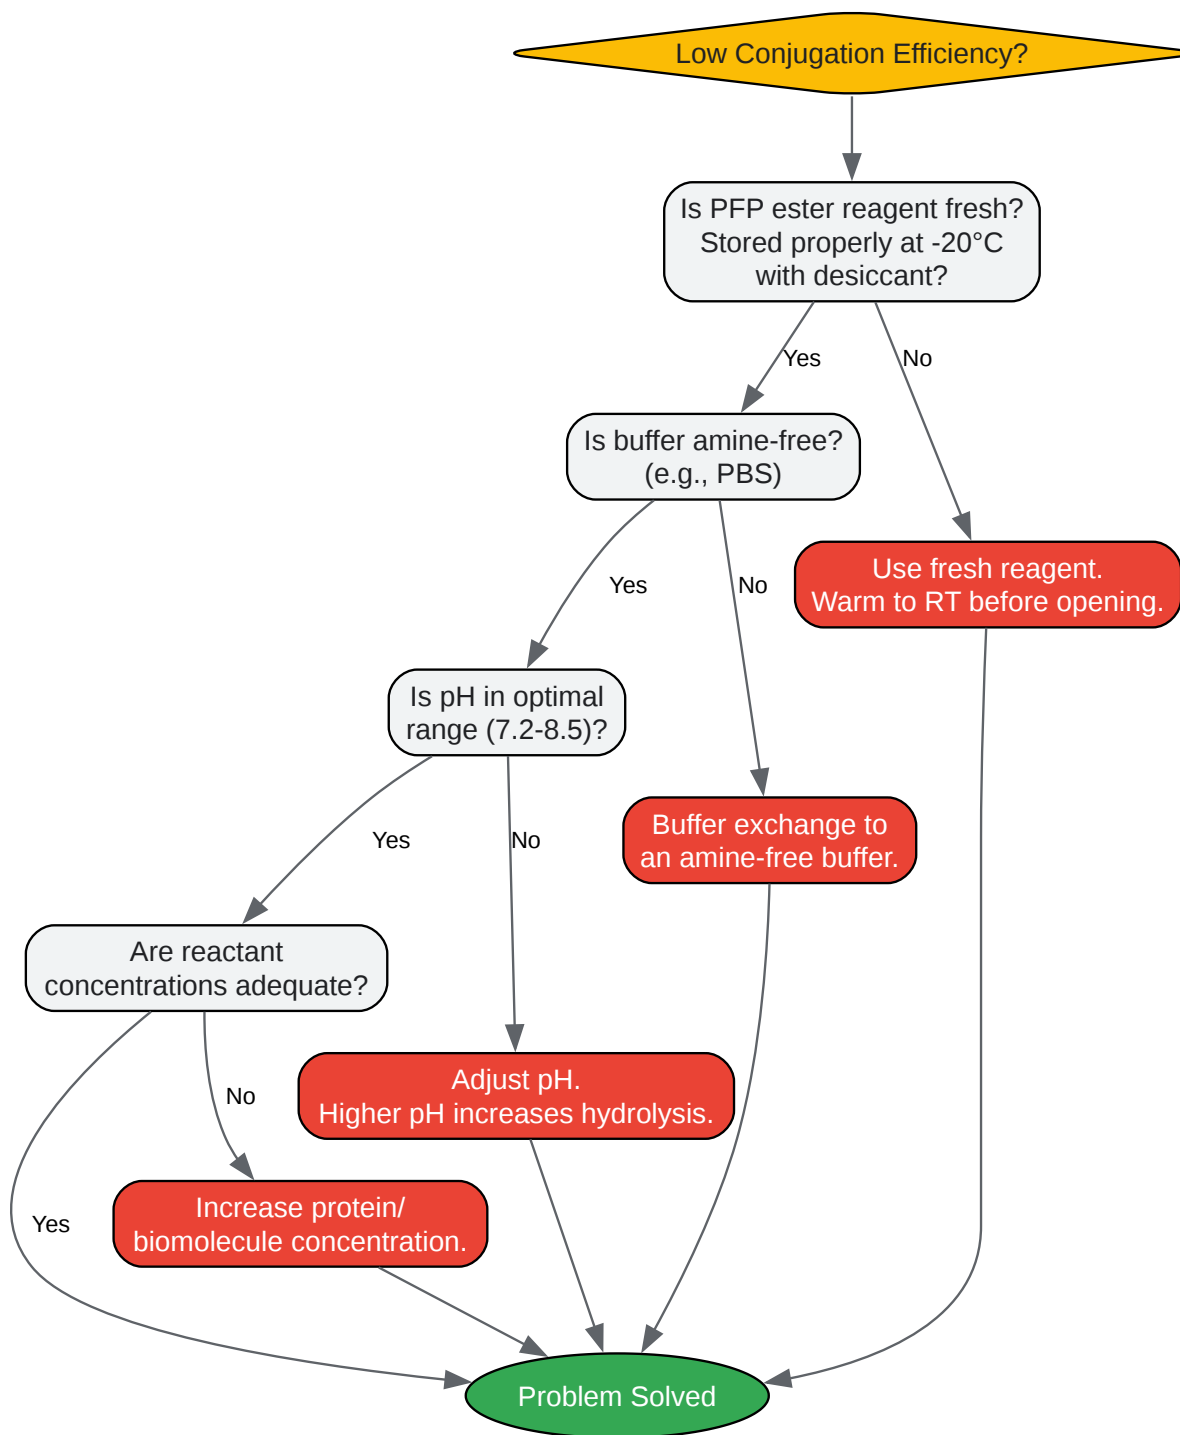 Low Conjugation Efficiency?
Is PFP ester reagent fresh?
Stored properly at -20°C
with desiccant?
Yes
No
Is buffer amine-free?
(e.g., PBS)
Use fresh reagent.
Warm to RT before opening.
Yes
No
Is pH in optimal
range (7.2-8.5)?
Buffer exchange to
an amine-free buffer.
Yes
No
Are reactant
concentrations adequate?
Adjust pH.
Higher pH increases hydrolysis.
No
Increase protein/
biomolecule concentration.
Yes
Problem Solved